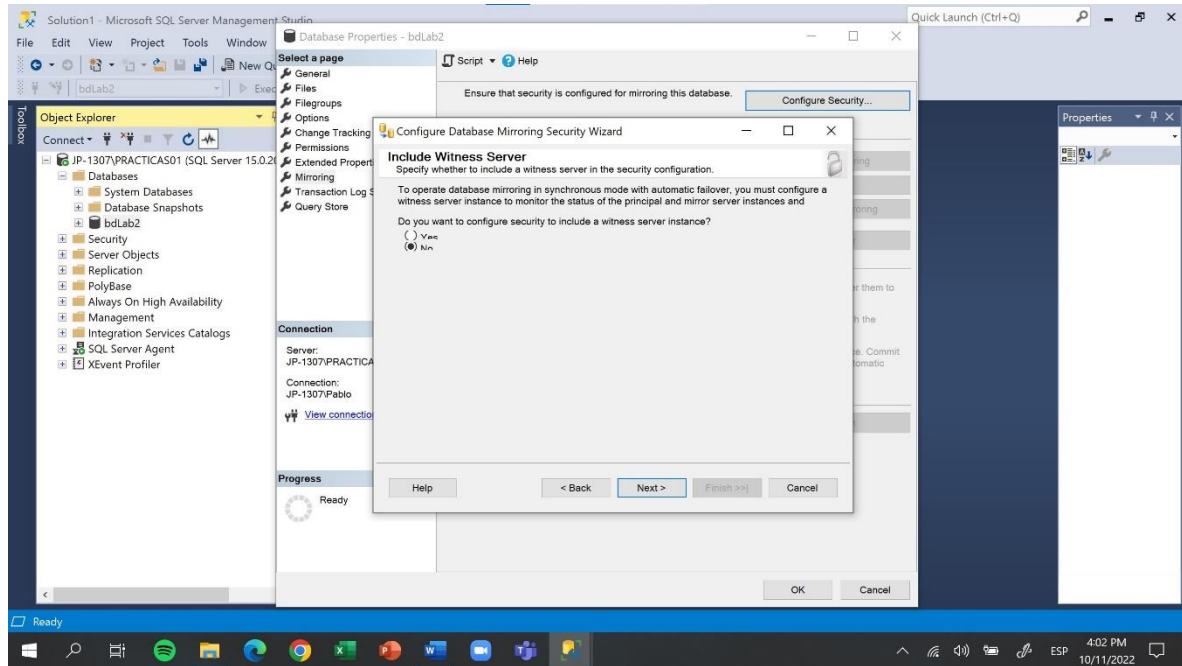 Solution1 - Microsoft SQL Server Management Studio
Quick Launch (Ctrl+Q)
File Edit View Project Tools Window
New Qu
bdLab2
Exec
Toolbox
Object Explorer
Connect
JP-1307\PRACTICAS01 (SQL Server 15.0.20
Databases
System Databases
Database Snapshots
bdLab2
Security
Server Objects
Replication
PolyBase
Always On High Availability
Management
Integration Services Catalogs
SQL Server Agent
XEvent Profiler
Database Properties - bdLab2
Select a page
General
Files
Filegroups
Options
Change Tracking
Permissions
Extended Propert
Mirroring
Transaction Log S
Query Store
Connection
Server:
JP-1307\PRACTICA
Connection:
JP-1307\Pablo
View connectio
Progress
Ready
Script Help
Ensure that security is configured for mirroring this database.
Configure Security...
ring
roring
er them to
h the
ce. Commit
tomatic
OK Cancel
Configure Database Mirroring Security Wizard
Include Witness Server
Specify whether to include a witness server in the security configuration.
To operate database mirroring in synchronous mode with automatic failover, you must configure a
witness server instance to monitor the status of the principal and mirror server instances and
Do you want to configure security to include a witness server instance?
Yes
No
Help < Back Next > Finish >>| Cancel
Properties
Ready
ESP
4:02 PM
10/11/2022